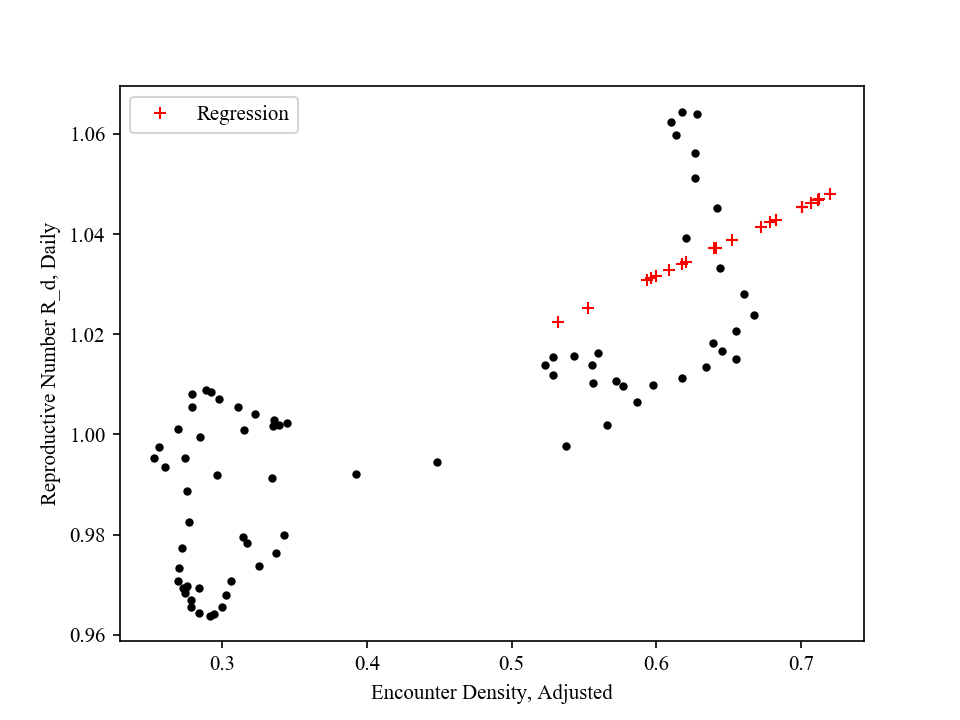 Regression
1.06
1.04
1.02
1.00
0.98
0.96
Reproductive Number R_d, Daily
0.3 0.4 0.5 0.6 0.7
Encounter Density, Adjusted